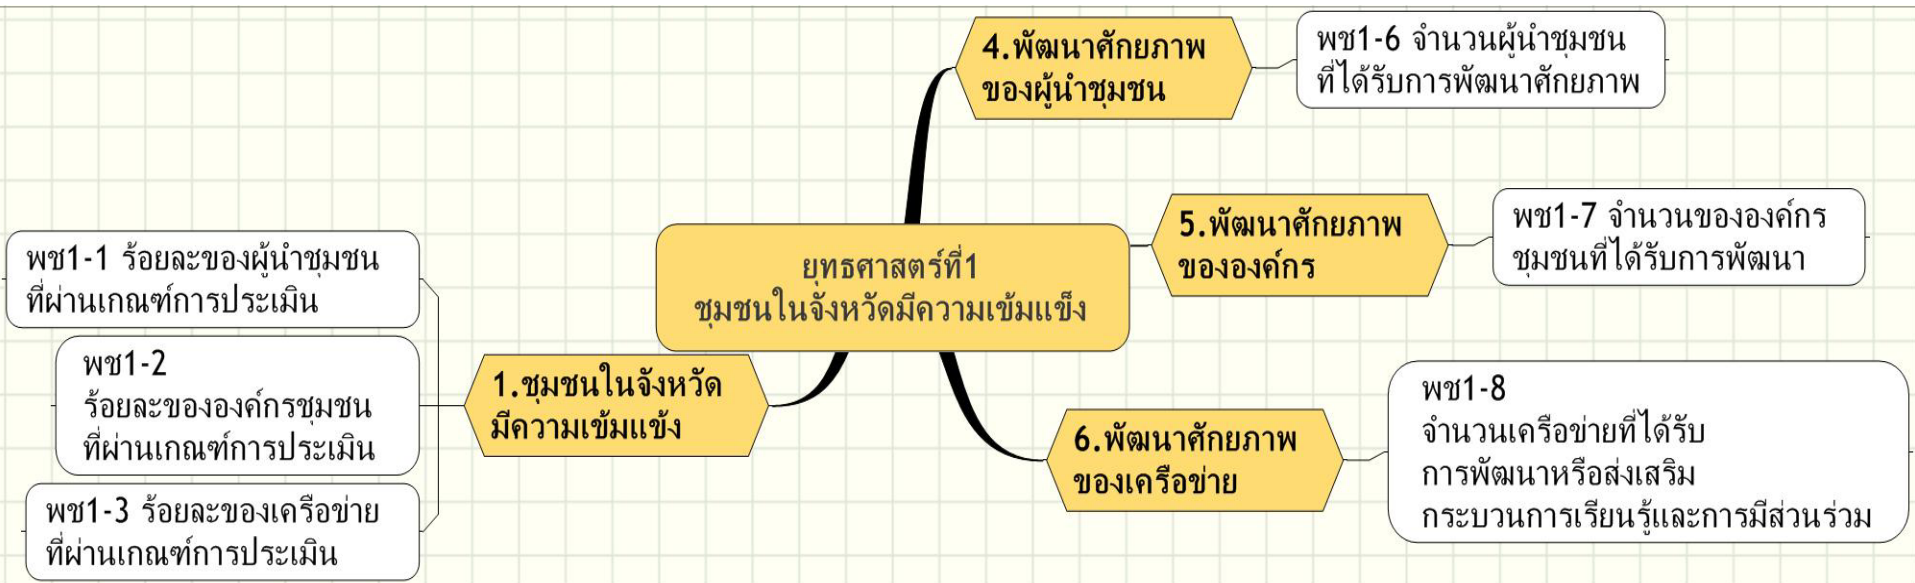 4.พัฒนาศักยภาพ
ของผู้นำชุมชน
พช1-6 จำนวนผู้นำชุมชน
ที่ได้รับการพัฒนาศักยภาพ
5.พัฒนาศักยภาพ
ขององค์กร
พช1-7 จำนวนขององค์กร
ชุมชนที่ได้รับการพัฒนา
ยุทธศาสตร์ที่1
ชุมชนในจังหวัดมีความเข้มแข็ง
พช1-1 ร้อยละของผู้นำชุมชน
ที่ผ่านเกณฑ์การประเมิน
พช1-2
ร้อยละขององค์กรชุมชน
ที่ผ่านเกณฑ์การประเมิน
พช1-3 ร้อยละของเครือข่าย
ที่ผ่านเกณฑ์การประเมิน
1.ชุมชนในจังหวัด
มีความเข้มแข้ง
6.พัฒนาศักยภาพ
ของเครือข่าย
พช1-8
จำนวนเครือข่ายที่ได้รับ
การพัฒนาหรือส่งเสริม
กระบวนการเรียนรู้และการมีส่วนร่วม